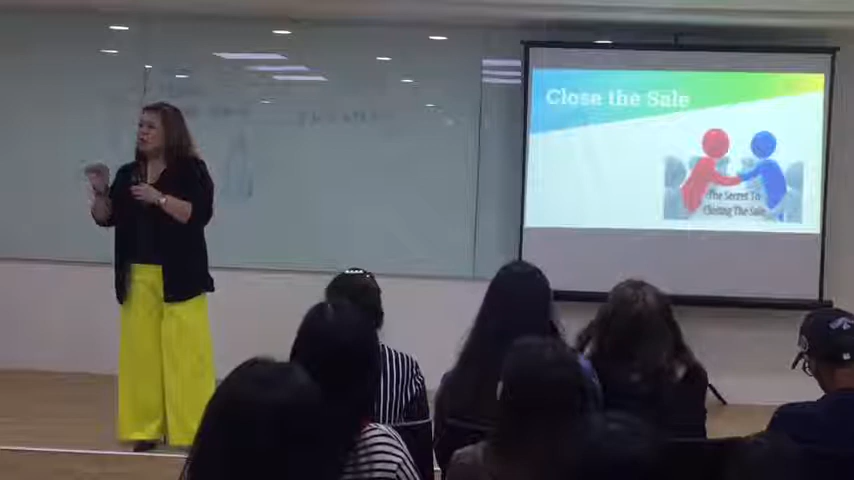 Close the Sale
The Secret To
Closing The Sale